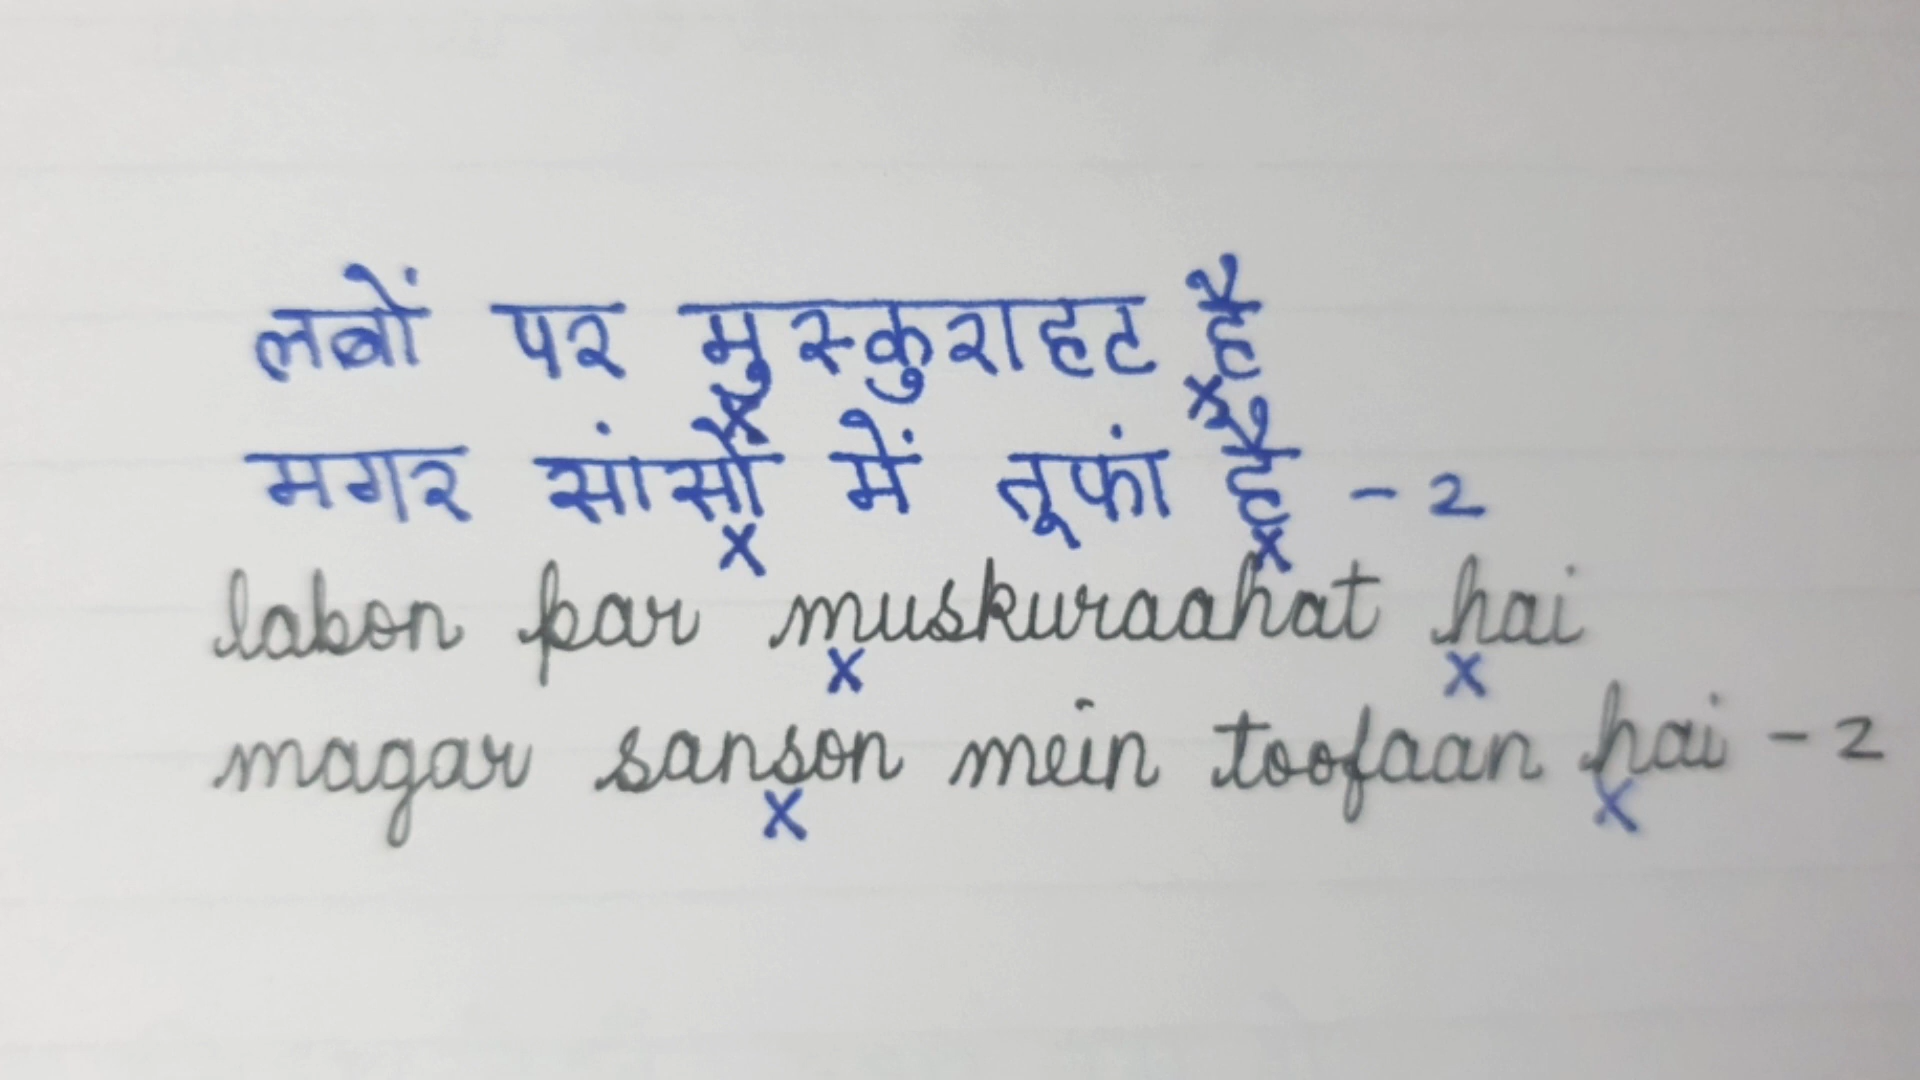 लबों पर मुस्कुराहट है
x x
मगर सांसों में तूफां है - 2
x x
labon par muskuraahat hai
x x
magar sanson mein toofaan hai - 2
x x